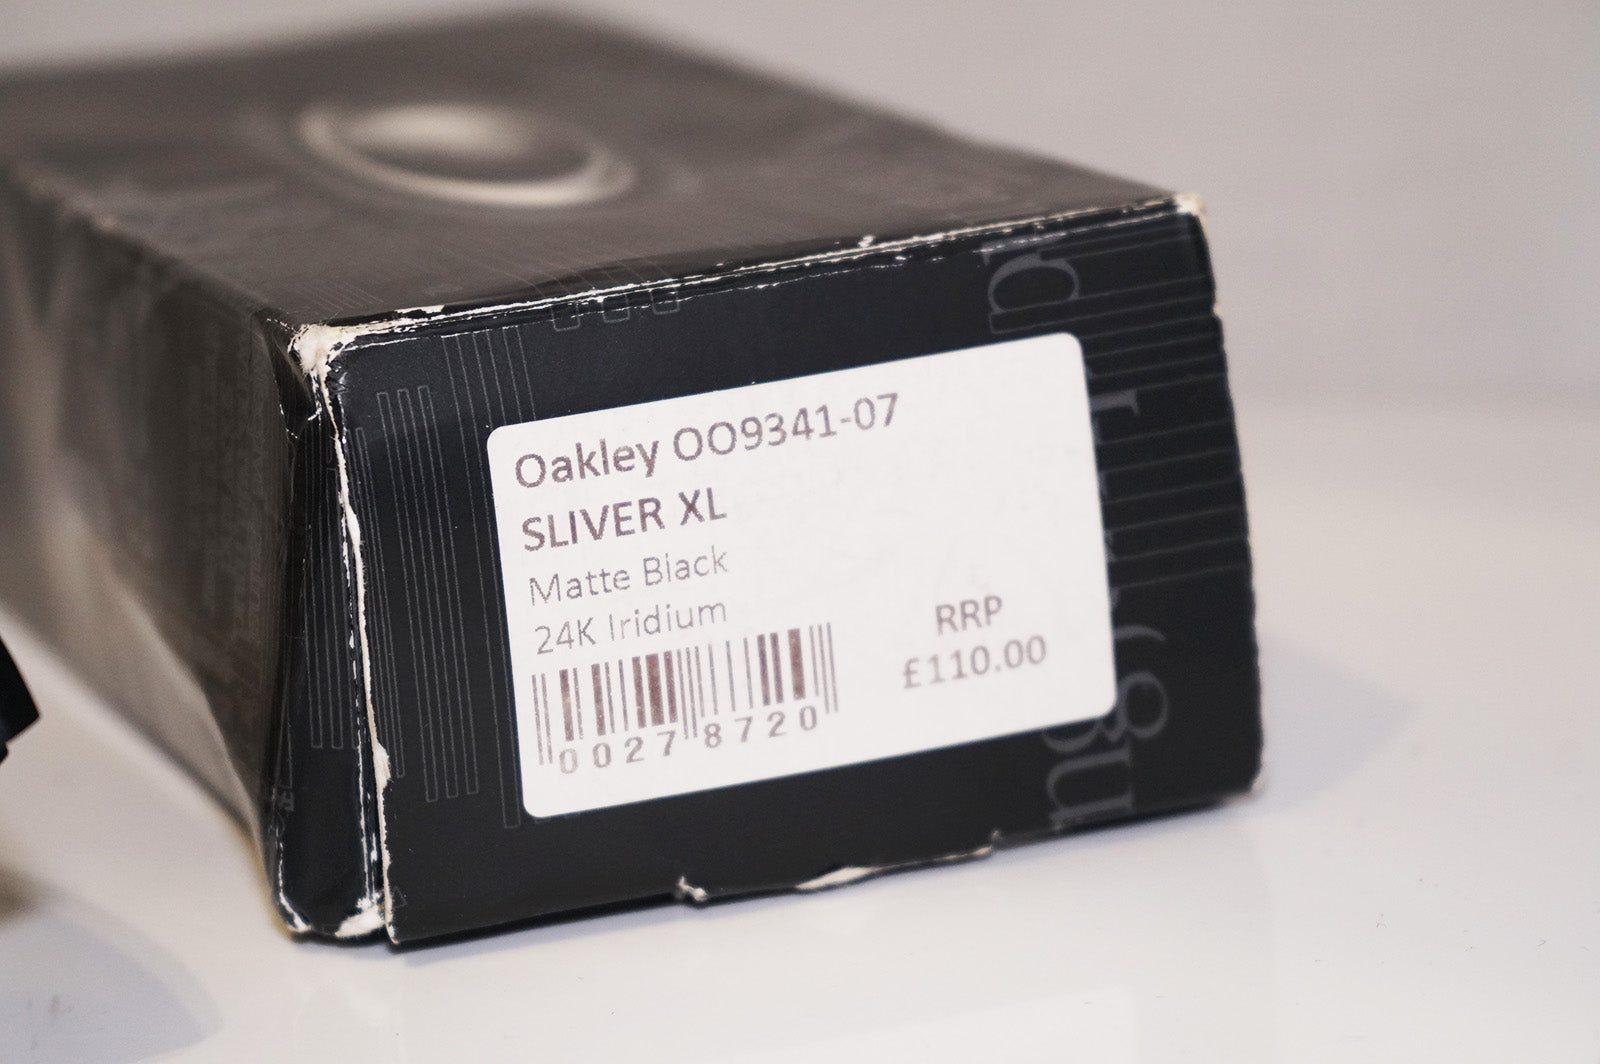 Oakley OO9341-07
SLIVER XL
Matte Black
24K Iridium
RRP
£110.00
0027 8720